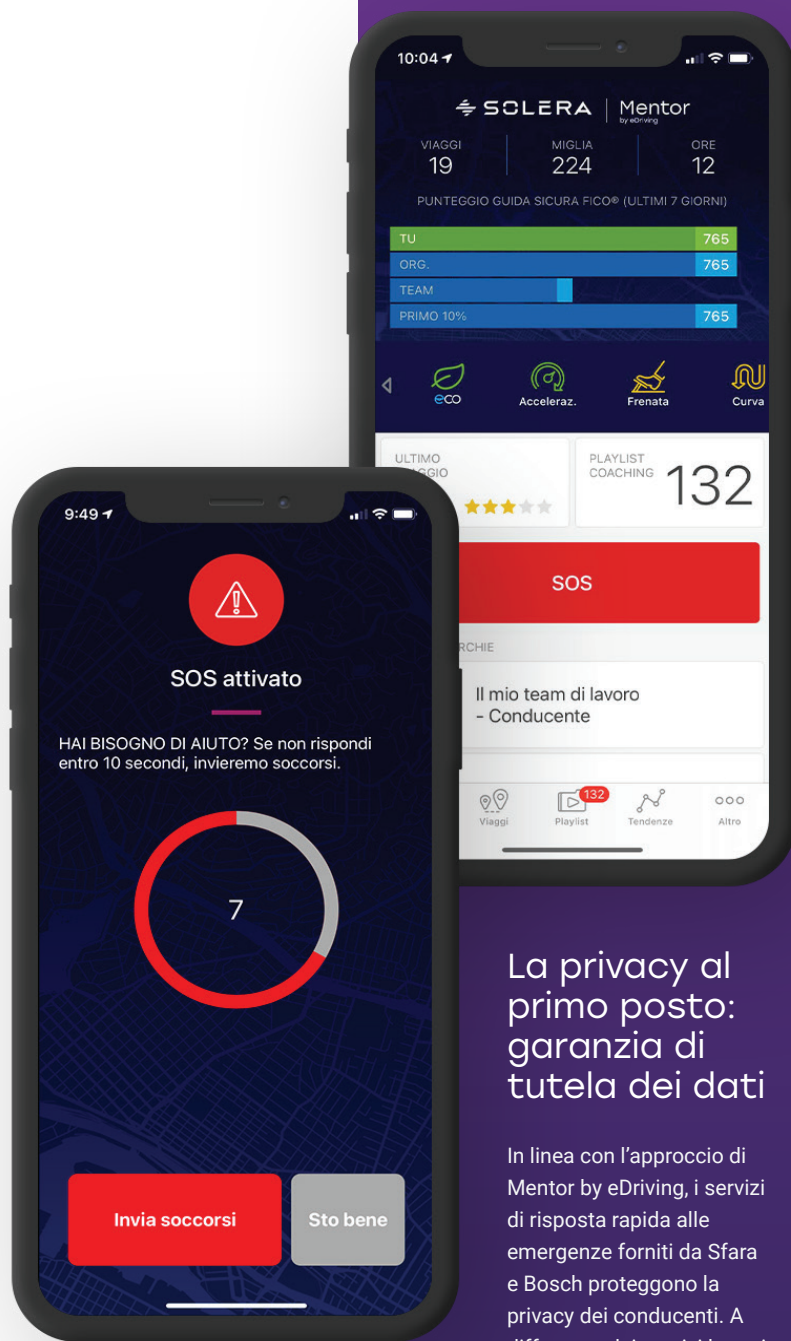 10:04
SOLERA | Mentor
by eDriving
VIAGGI MIGLIA ORE
19 224 12
PUNTEGGIO GUIDA SICURA FICO® (ULTIMI 7 GIORNI)
TU 765
ORG. 765
TEAM
PRIMO 10% 765
eco Acceleraz. Frenata Curva
ULTIMO
PLAYLIST
COACHING
132
SOS
Il mio team di lavoro
- Conducente
132
Viaggi Playlist Tendenze Altro
9:49
SOS attivato
HAI BISOGNO DI AIUTO? Se non rispondi
entro 10 secondi, invieremo soccorsi.
7
Invia soccorsi Sto bene
La privacy al
primo posto:
garanzia di
tutela dei dati
In linea con l’approccio di
Mentor by eDriving, i servizi
di risposta rapida alle
emergenze forniti da Sfara
e Bosch proteggono la
privacy dei conducenti. A